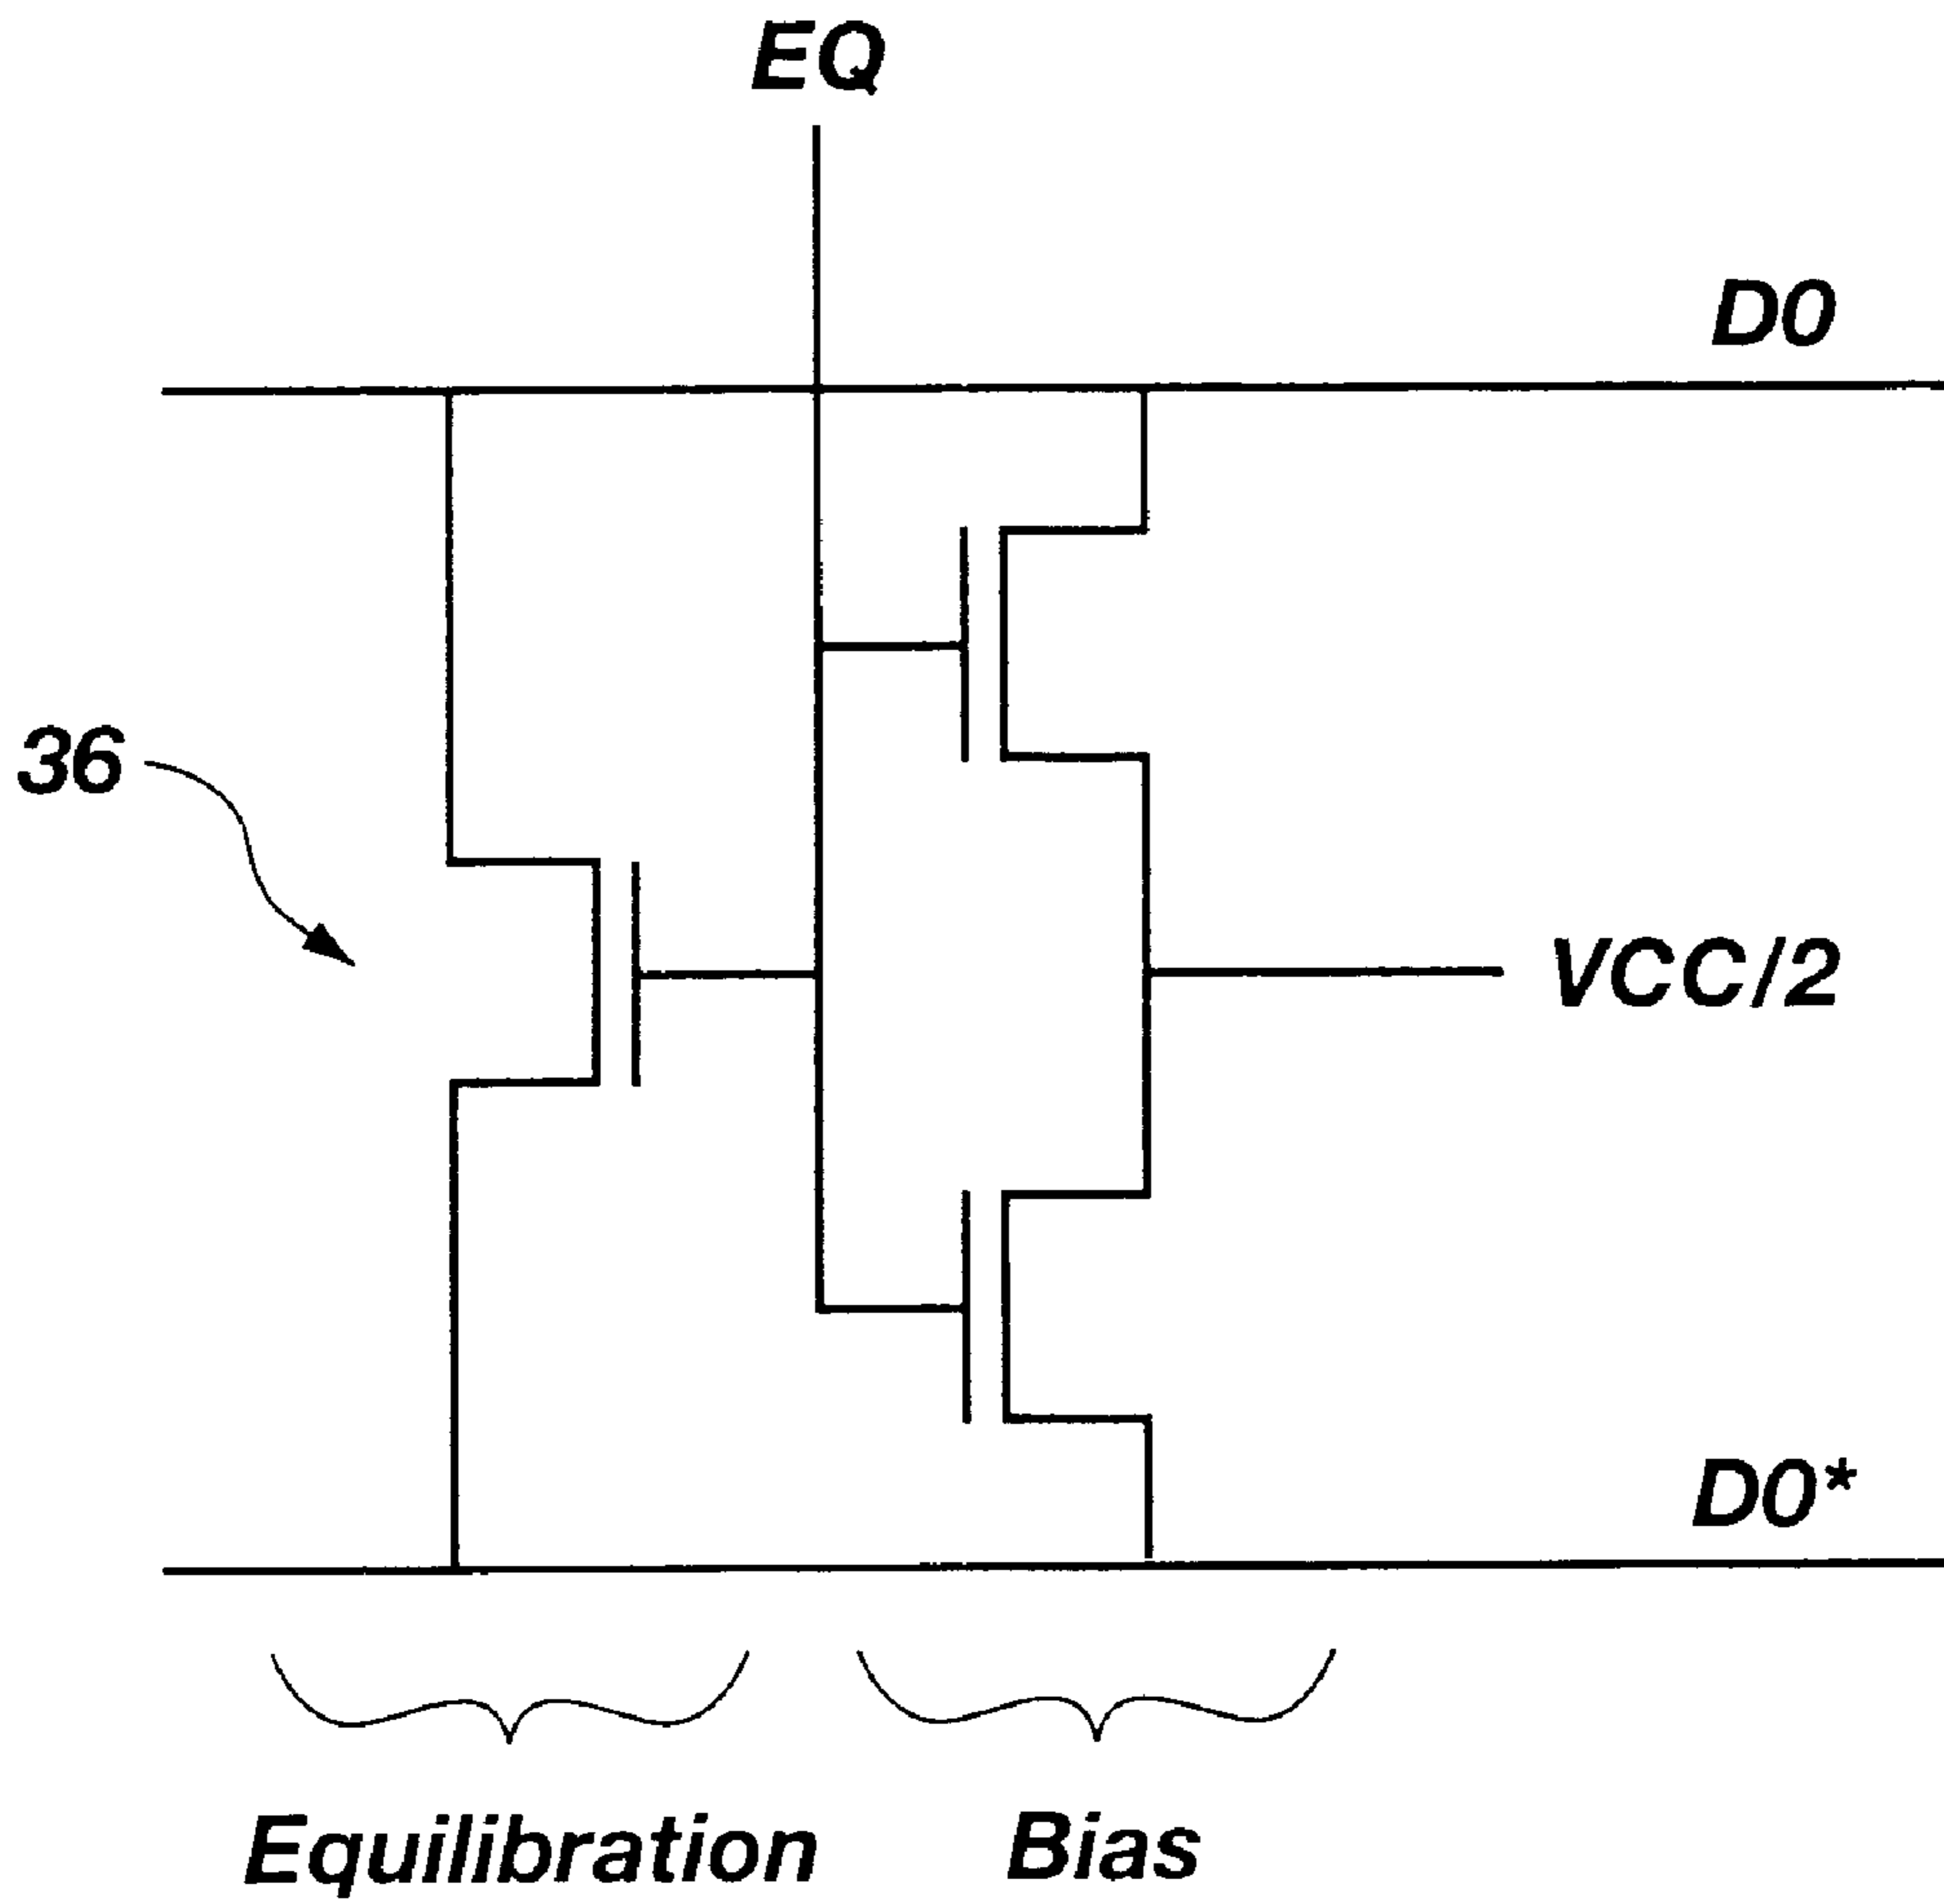 EQ
D0
36
VCC/2
D0*
Equilibration
Bias